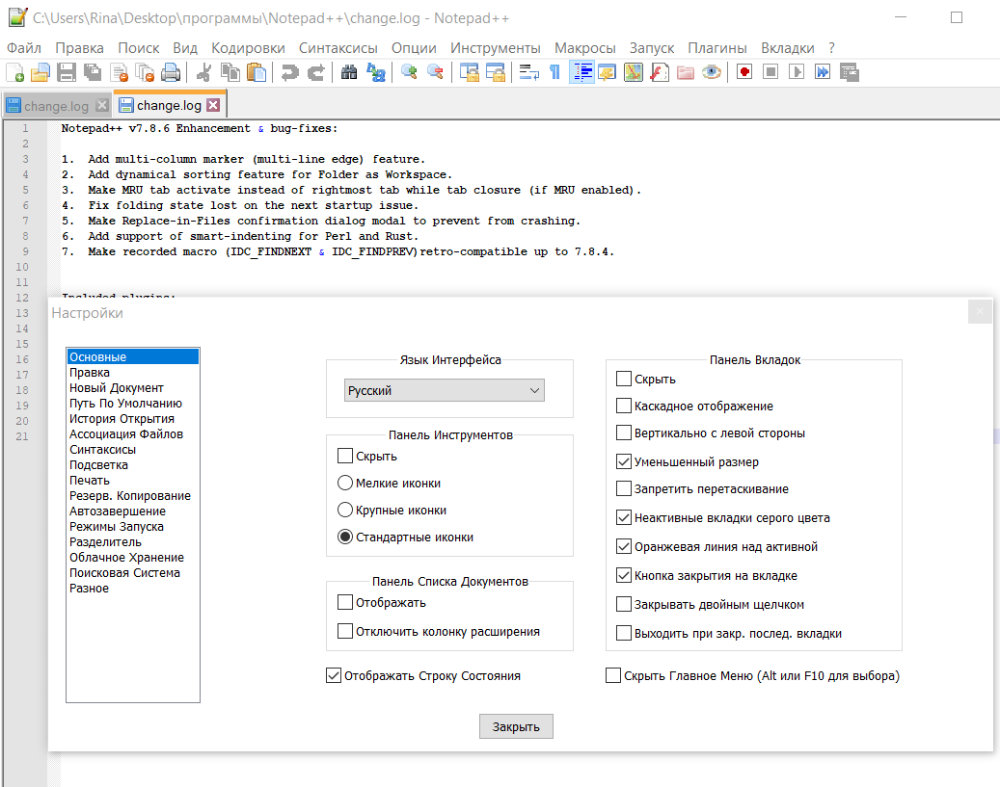 C:\Users\Rina\Desktop\программы\Notepad++\change.log - Notepad++
Файл Правка Поиск Вид Кодировки Синтаксисы Опции Инструменты Макросы Запуск Плагины Вкладки ?
change.log change.log
1 Notepad++ v7.8.6 Enhancement & bug-fixes:
2
3 1. Add multi-column marker (multi-line edge) feature.
4 2. Add dynamical sorting feature for Folder as Workspace.
5 3. Make MRU tab activate instead of rightmost tab while tab closure (if MRU enabled).
6 4. Fix folding state lost on the next startup issue.
7 5. Make Replace-in-Files confirmation dialog modal to prevent from crashing.
8 6. Add support of smart-indenting for Perl and Rust.
9 7. Make recorded macro (IDC_FINDNEXT & IDC_FINDPREV)retro-compatible up to 7.8.4.
10
11
12 Included plugins:
13
14
15
16
17
18
19
20
21
Настройки
Основные
Правка
Новый Документ
Путь По Умолчанию
История Открытия
Ассоциация Файлов
Синтаксисы
Подсветка
Печать
Резерв. Копирование
Автозавершение
Режимы Запуска
Разделитель
Облачное Хранение
Поисковая Система
Разное
Язык Интерфейса
Русский
Панель Инструментов
Скрыть
Мелкие иконки
Крупные иконки
Стандартные иконки
Панель Списка Документов
Отображать
Отключить колонку расширения
Отображать Строку Состояния
Панель Вкладок
Скрыть
Каскадное отображение
Вертикально с левой стороны
Уменьшенный размер
Запретить перетаскивание
Неактивные вкладки серого цвета
Оранжевая линия над активной
Кнопка закрытия на вкладке
Закрывать двойным щелчком
Выходить при закр. послед. вкладки
Скрыть Главное Меню (Alt или F10 для выбора)
Закрыть